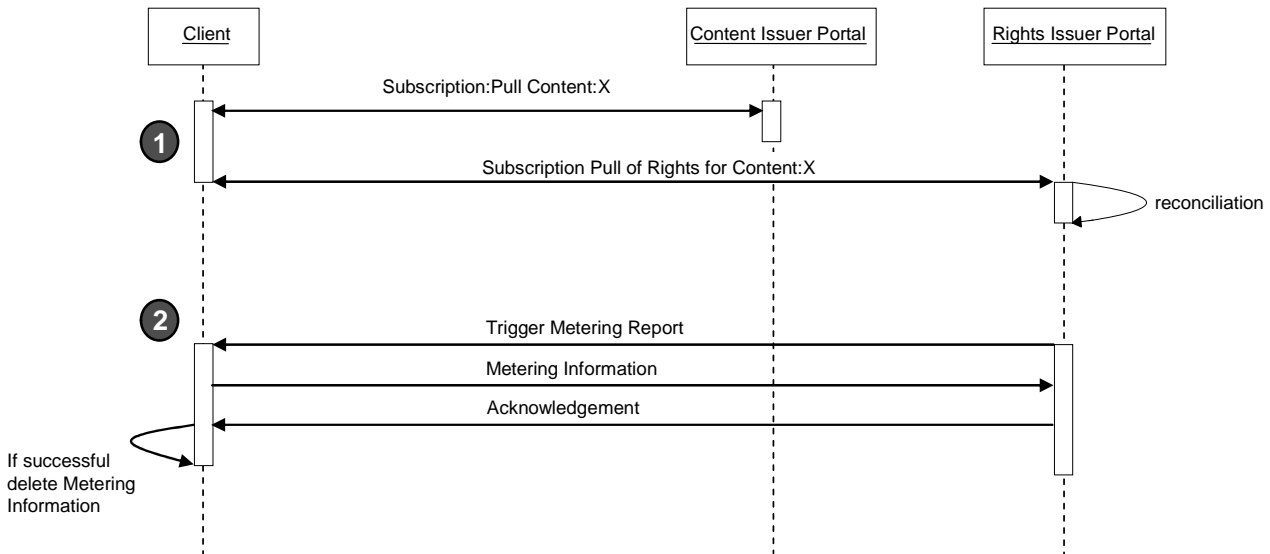 Client
Content Issuer Portal
Rights Issuer Portal
Subscription:Pull Content:X
1
Subscription Pull of Rights for Content:X
reconciliation
2
Trigger Metering Report
Metering Information
Acknowledgement
If successful
delete Metering
Information